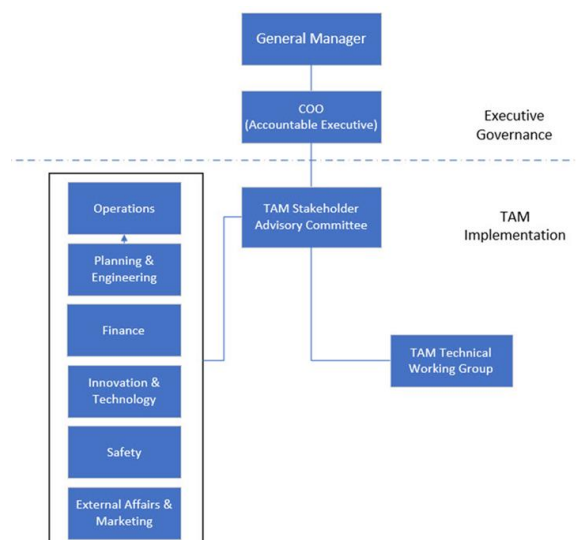 General Manager
COO
(Accountable Executive)
Executive
Governance
Operations
TAM Stakeholder
Advisory Committee
TAM
Implementation
Planning &
Engineering
Finance
TAM Technical
Working Group
Innovation &
Technology
Safety
External Affairs &
Marketing